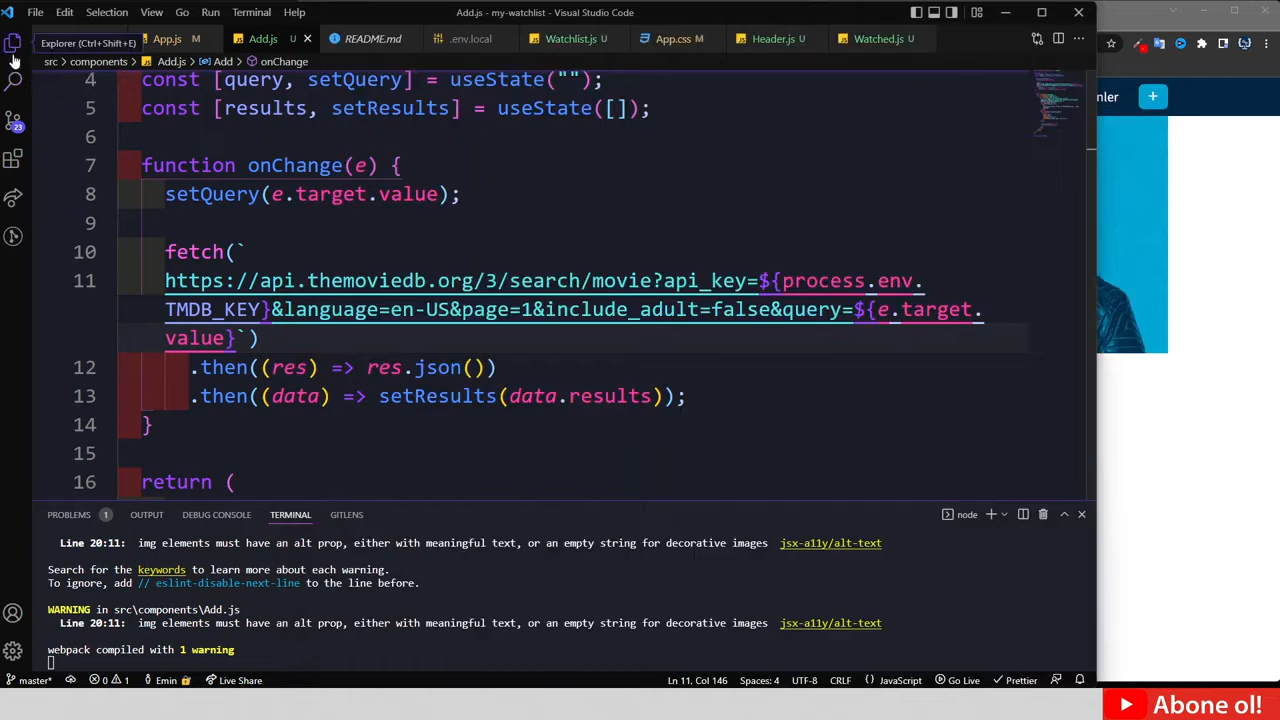 File Edit Selection View Go Run Terminal Help Add.js - my-watchlist - Visual Studio Code
Explorer (Ctrl+Shift+E) App.js M Add.js U README.md .env.local Watchlist.js U App.css M Header.js U Watched.js U
src components Add.js Add onChange
4 const [query, setQuery] = useState("");
5 const [results, setResults] = useState([]);
6
7 function onChange(e) {
8 setQuery(e.target.value);
9
10 fetch(`
11 https://api.themoviedb.org/3/search/movie?api_key=${process.env.
TMDB_KEY}&language=en-US&page=1&include_adult=false&query=${e.target.
value}`)
12 .then((res) => res.json())
13 .then((data) => setResults(data.results));
14 }
15
16 return (
23
nler +
PROBLEMS 1 OUTPUT DEBUG CONSOLE TERMINAL GITLENS node
Line 20:11: img elements must have an alt prop, either with meaningful text, or an empty string for decorative images jsx-a11y/alt-text
Search for the keywords to learn more about each warning.
To ignore, add // eslint-disable-next-line to the line before.
WARNING in src\components\Add.js
Line 20:11: img elements must have an alt prop, either with meaningful text, or an empty string for decorative images jsx-a11y/alt-text
webpack compiled with 1 warning
master* 0 1 Emin Live Share Ln 11, Col 146 Spaces: 4 UTF-8 CRLF JavaScript Go Live Prettier
Abone ol!